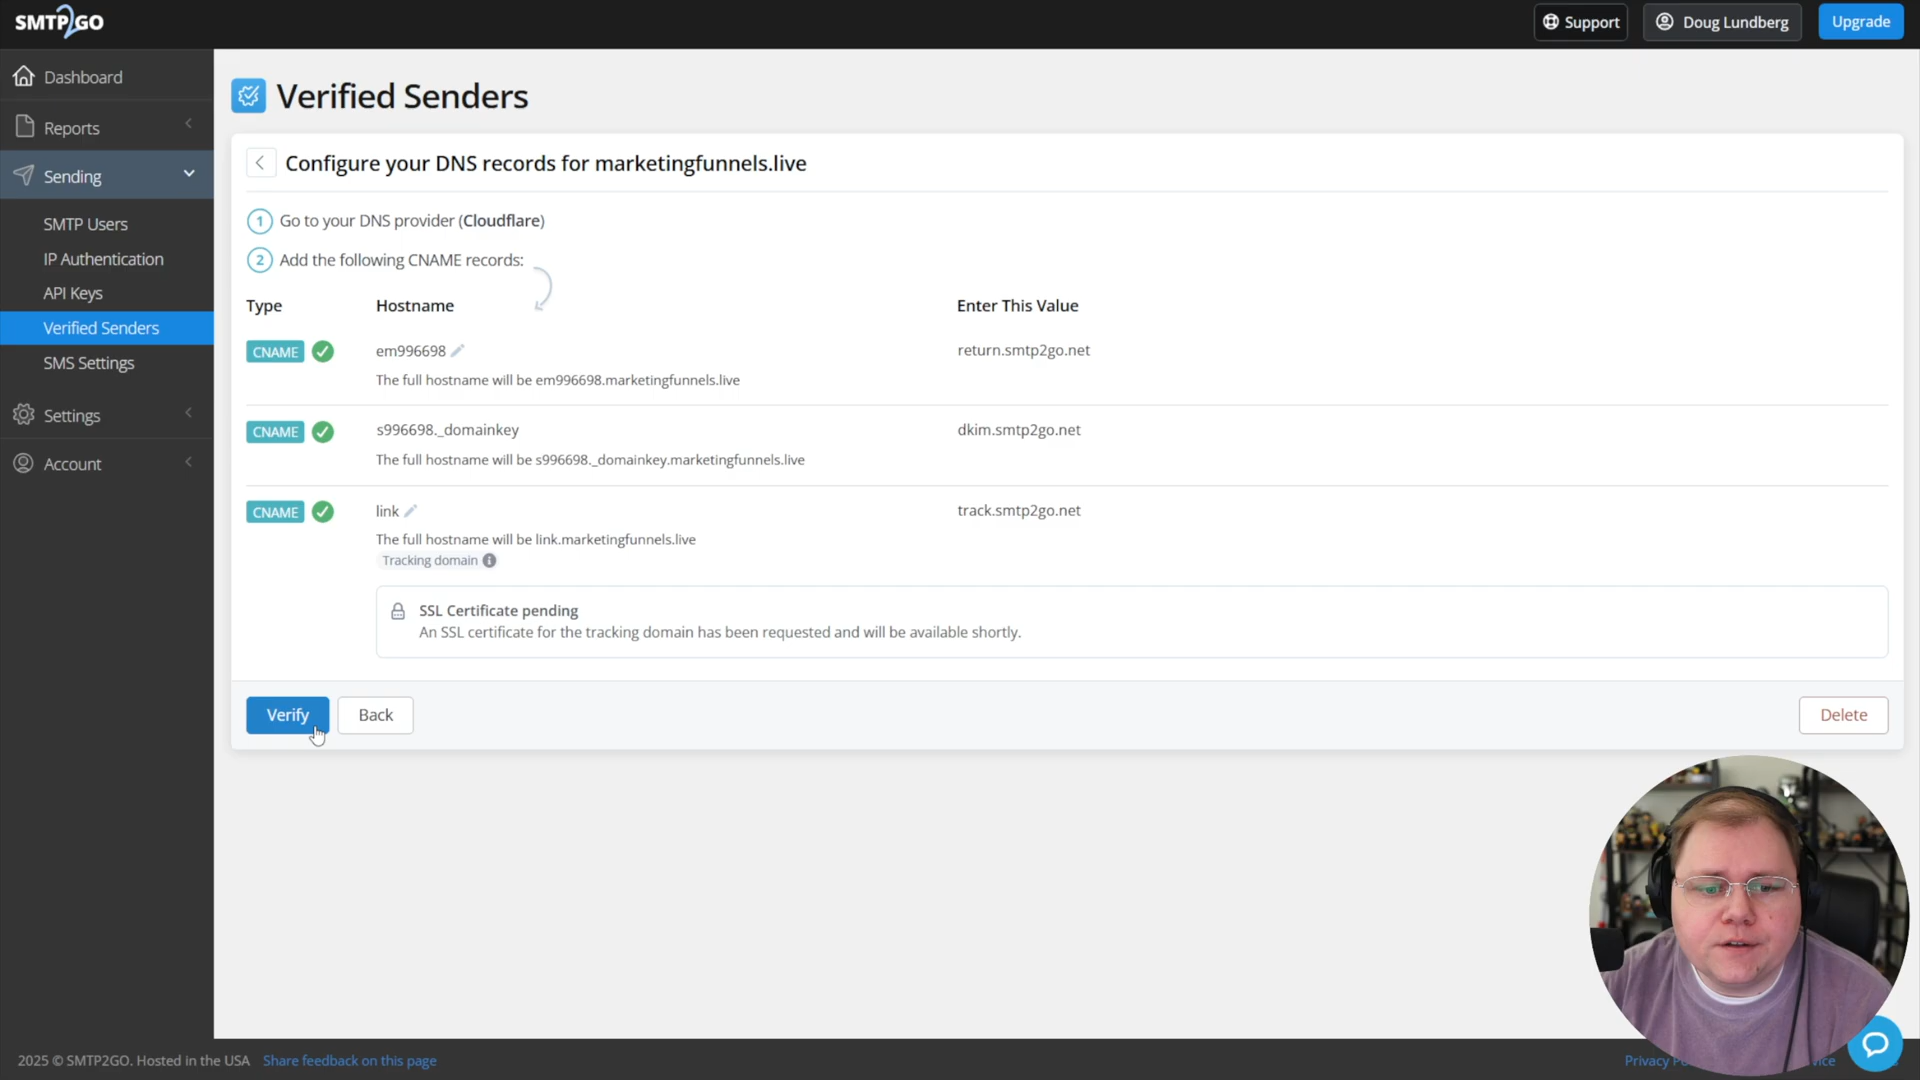 SMTP2GO
Support
Doug Lundberg
Upgrade
Dashboard
Reports
Sending
SMTP Users
IP Authentication
API Keys
Verified Senders
SMS Settings
Settings
Account
Verified Senders
Configure your DNS records for marketingfunnels.live
1 Go to your DNS provider (Cloudflare)
2 Add the following CNAME records:
Type Hostname Enter This Value
CNAME em996698 return.smtp2go.net
The full hostname will be em996698.marketingfunnels.live
CNAME s996698._domainkey dkim.smtp2go.net
The full hostname will be s996698._domainkey.marketingfunnels.live
CNAME link track.smtp2go.net
The full hostname will be link.marketingfunnels.live
Tracking domain
SSL Certificate pending
An SSL certificate for the tracking domain has been requested and will be available shortly.
Verify Back Delete
2025 © SMTP2GO. Hosted in the USA Share feedback on this page Privacy